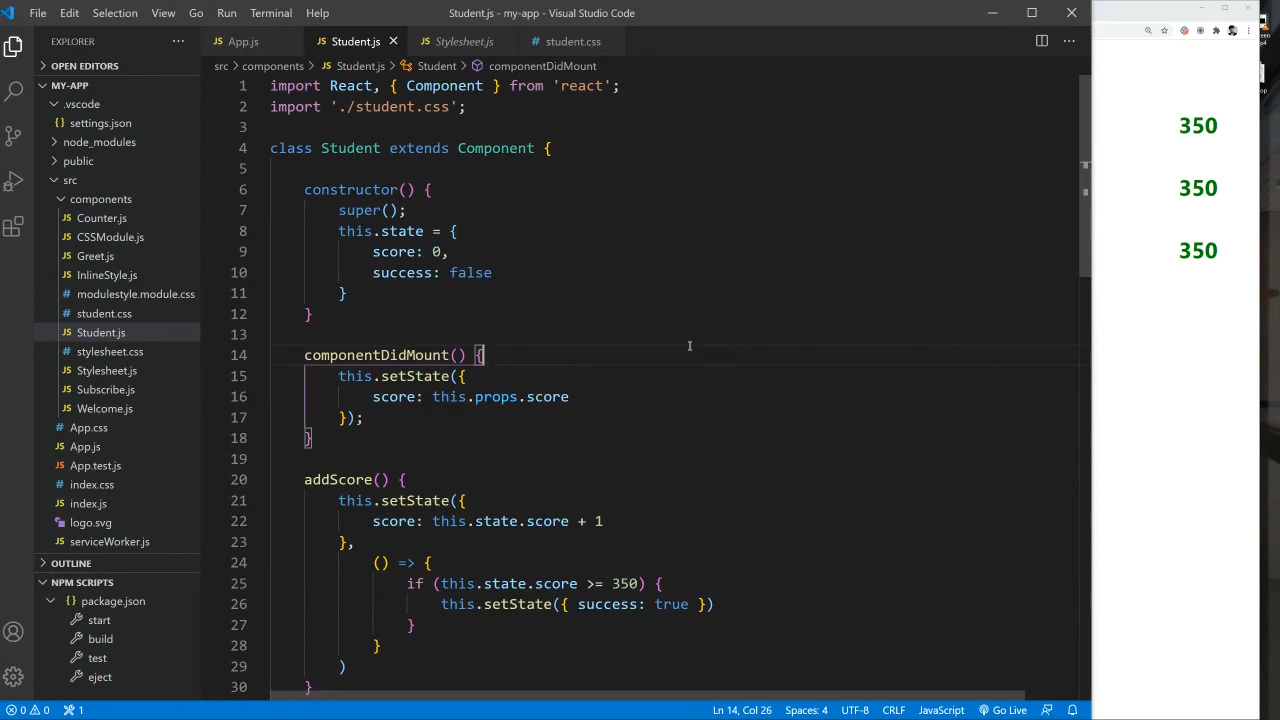 File Edit Selection View Go Run Terminal Help
Student.js - my-app - Visual Studio Code
EXPLORER
App.js
Student.js
Stylesheet.js
student.css
src > components > Student.js > Student > componentDidMount
OPEN EDITORS
MY-APP
.vscode
settings.json
node_modules
public
src
components
Counter.js
CSSModule.js
Greet.js
InlineStyle.js
modulestyle.module.css
student.css
Student.js
stylesheet.css
Stylesheet.js
Subscribe.js
Welcome.js
App.css
App.js
App.test.js
index.css
index.js
logo.svg
serviceWorker.js
OUTLINE
NPM SCRIPTS
package.json
start
build
test
eject
1 import React, { Component } from 'react';
2 import './student.css';
3
4 class Student extends Component {
5
6 constructor() {
7 super();
8 this.state = {
9 score: 0,
10 success: false
11 }
12 }
13
14 componentDidMount() {
15 this.setState({
16 score: this.props.score
17 });
18 }
19
20 addScore() {
21 this.setState({
22 score: this.state.score + 1
23 },
24 () => {
25 if (this.state.score >= 350) {
26 this.setState({ success: true })
27 }
28 }
29 )
30 }
350
350
350
0 0 1
Ln 14, Col 26 Spaces: 4 UTF-8 CRLF JavaScript Go Live